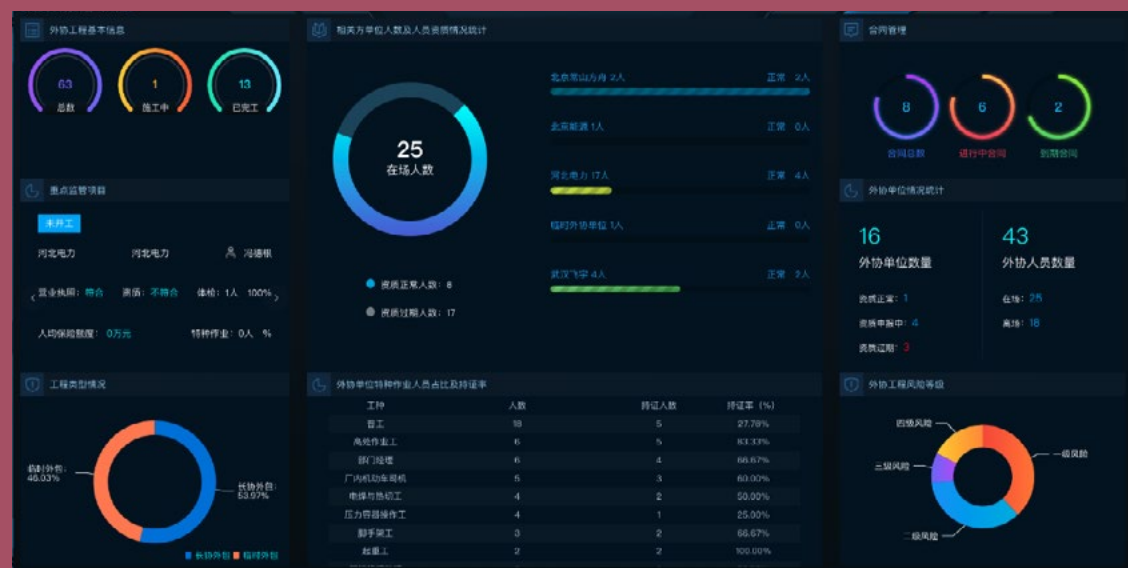 外协工程基本信息
63
总数
1
施工中
13
已完工
重点监管项目
未开工
河北电力
河北电力
冯德根
营业执照：符合
资质：不符合
体检：1人 100%
人均保险额度：0万元
特种作业：0人 %
工程类型情况
临时外包：
46.03%
长协外包：
53.97%
长协外包
临时外包
相关方单位人数及人员资质情况统计
25
在场人数
资质正常人数：8
资质过期人数：17
北京常山方舟 2人
正常 2人
北京能源 1人
正常 0人
河北电力 17人
正常 4人
临时外协单位 1人
正常 0人
武汉飞宇 4人
正常 2人
外协单位特种作业人员占比及持证率
工种 人数 持证人数 持证率（%）
普工 18 5 27.78%
高处作业工 6 5 83.33%
部门经理 6 4 66.67%
厂内机动车司机 5 3 60.00%
电焊与热切工 4 2 50.00%
压力容器操作工 4 1 25.00%
脚手架工 3 2 66.67%
起重工 2 2 100.00%
合同管理
8
合同总数
6
进行中合同
2
到期合同
外协单位情况统计
16
外协单位数量
资质正常：1
资质申报中：4
资质过期：3
43
外协人员数量
在场：25
离场：18
外协工程风险等级
四级风险
一级风险
三级风险
二级风险